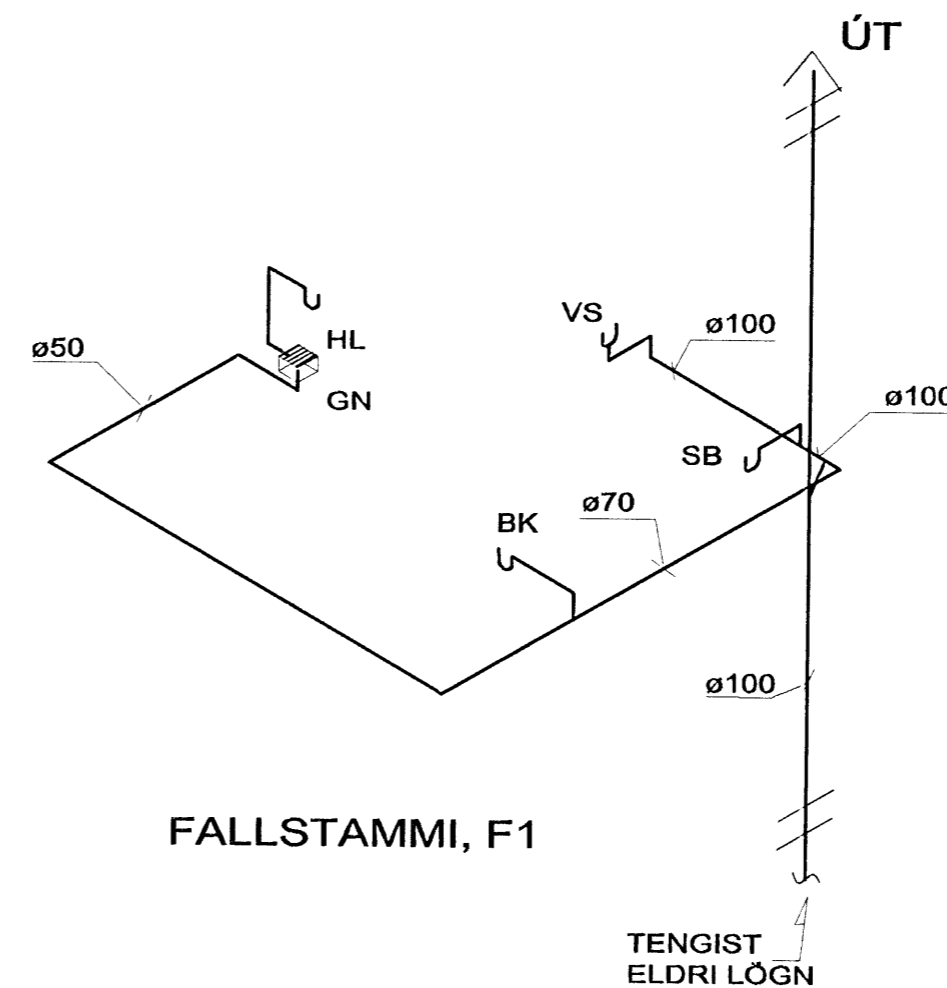 ÚT
VS
ø100
HL
ø50
GN
ø100
SB
ø70
BK
ø100
FALLSTAMMI, F1
TENGIST
ELDRI LÖGN